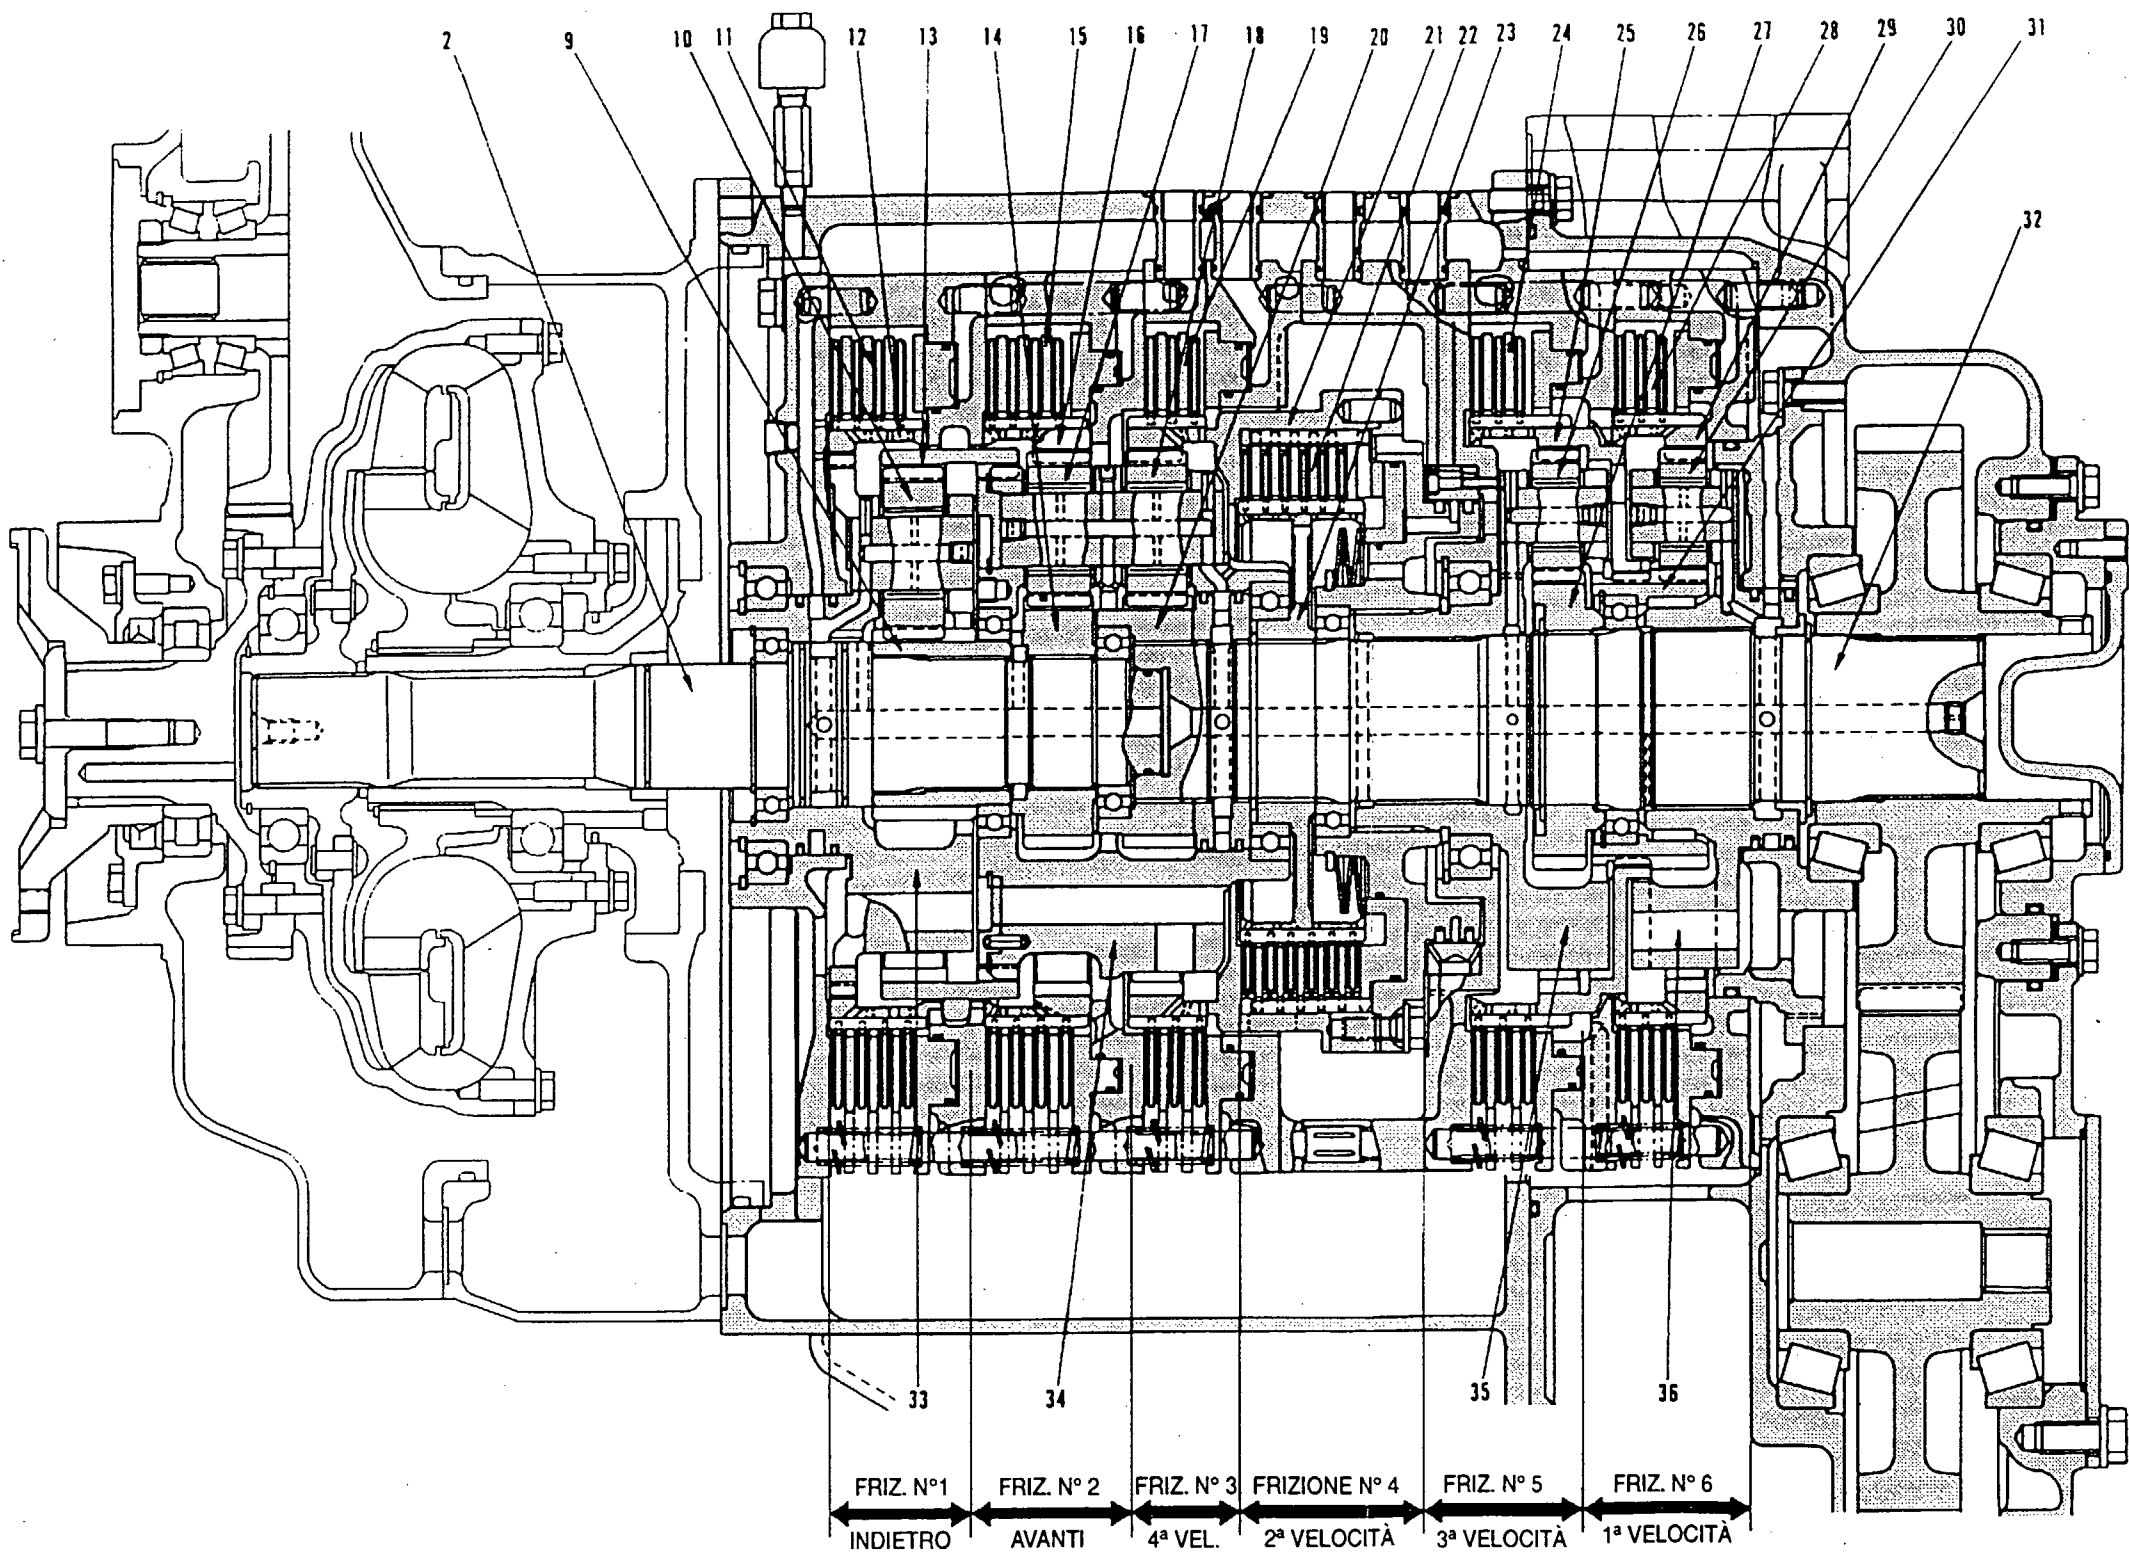 2 9 10 11 12 13 14 15 16 17 18 19 20 21 22 23 24 25 26 27 28 29 30 31
32
33 34 35 36
FRIZ. N°1 FRIZ. N° 2 FRIZ. N° 3 FRIZIONE N° 4 FRIZ. N° 5 FRIZ. N° 6
INDIETRO AVANTI 4ª VEL. 2ª VELOCITÀ 3ª VELOCITÀ 1ª VELOCITÀ